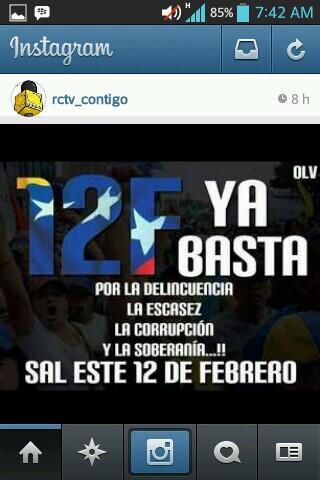 H 85% 7:42 AM
Instagram
rctv_contigo 8 h
OLV
12F YA
BASTA
POR LA DELINCUENCIA
LA ESCASEZ
LA CORRUPCIÓN
Y LA SOBERANÍA...!!
SAL ESTE 12 DE FEBRERO